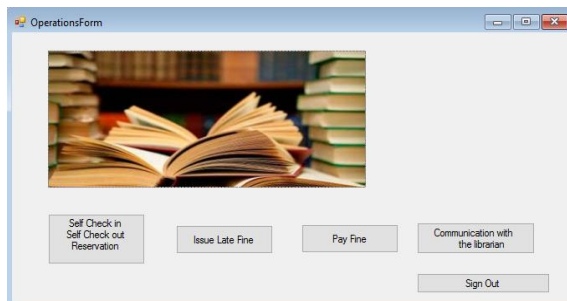 OperationsForm
Self Check in
Self Check out
Reservation
Issue Late Fine
Pay Fine
Communication with
the librarian
Sign Out